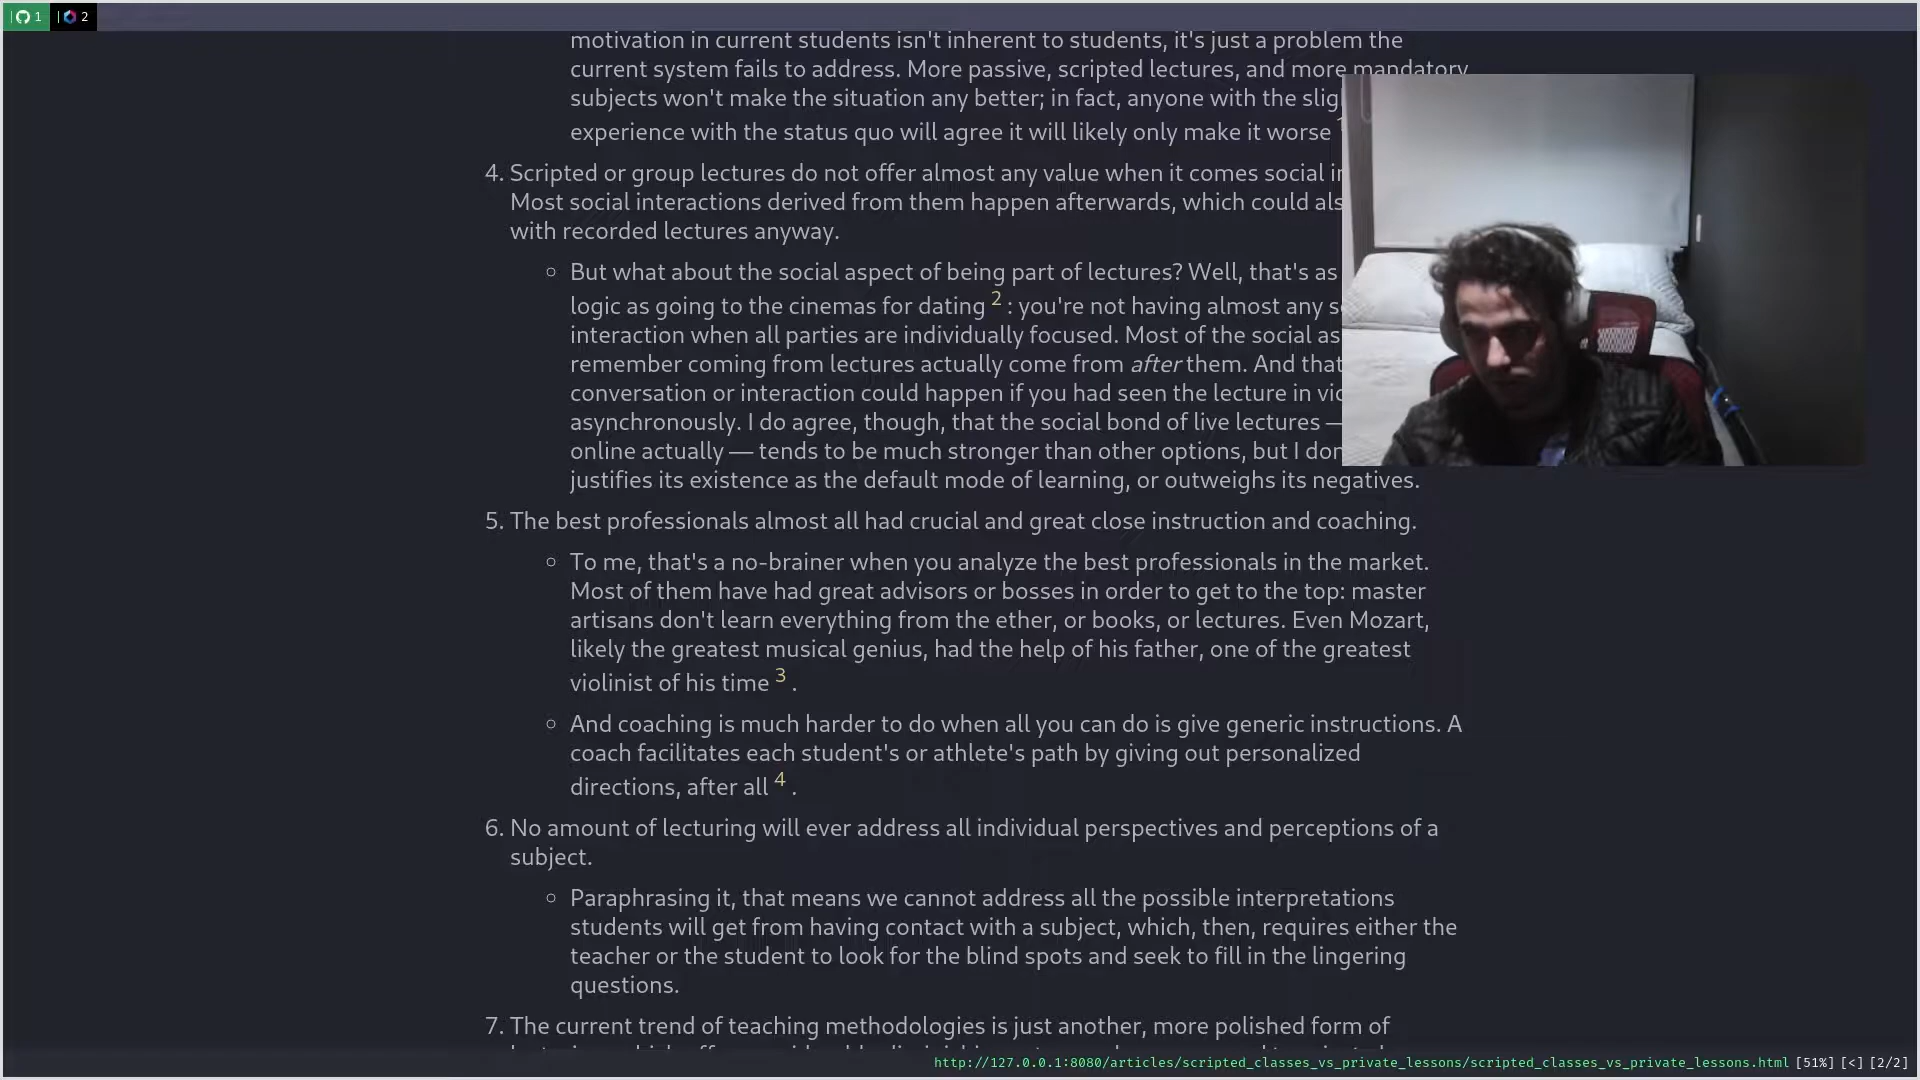 1 2
motivation in current students isn't inherent to students, it's just a problem the
current system fails to address. More passive, scripted lectures, and more mandatory
subjects won't make the situation any better; in fact, anyone with the
experience with the status quo will agree it will likely only make it worse
4. Scripted or group lectures do not offer almost any value when it comes social
Most social interactions derived from them happen afterwards, which could
with recorded lectures anyway.
But what about the social aspect of being part of lectures? Well, that's as
logic as going to the cinemas for dating 2 : you're not having almost any
interaction when all parties are individually focused. Most of the social
remember coming from lectures actually come from after them. And that
conversation or interaction could happen if you had seen the lecture in
asynchronously. I do agree, though, that the social bond of live lectures —
online actually — tends to be much stronger than other options, but I
justifies its existence as the default mode of learning, or outweighs its negatives.
5. The best professionals almost all had crucial and great close instruction and coaching.
To me, that's a no-brainer when you analyze the best professionals in the market.
Most of them have had great advisors or bosses in order to get to the top: master
artisans don't learn everything from the ether, or books, or lectures. Even Mozart,
likely the greatest musical genius, had the help of his father, one of the greatest
violinist of his time 3 .
And coaching is much harder to do when all you can do is give generic instructions. A
coach facilitates each student's or athlete's path by giving out personalized
directions, after all 4 .
6. No amount of lecturing will ever address all individual perspectives and perceptions of a
subject.
Paraphrasing it, that means we cannot address all the possible interpretations
students will get from having contact with a subject, which, then, requires either the
teacher or the student to look for the blind spots and seek to fill in the lingering
questions.
7. The current trend of teaching methodologies is just another, more polished form of
http://127.0.0.1:8080/articles/scripted_classes_vs_private_lessons/scripted_classes_vs_private_lessons.html [51%] [<] [2/2]